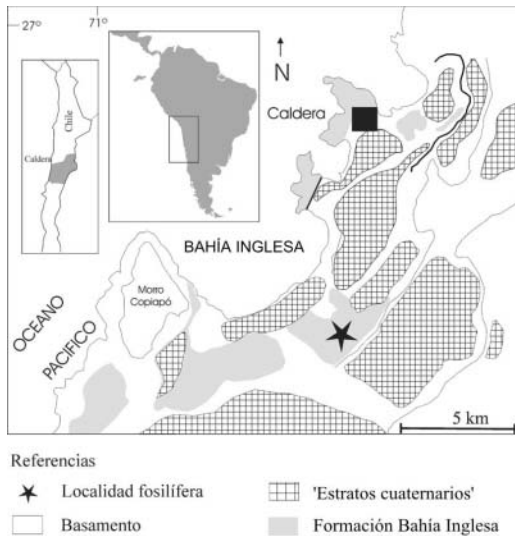 27°
71°
N
Chile
Caldera
Caldera
BAHÍA INGLESA
Morro
Copiapó
OCEANO
PACÍFICO
5 km
Referencias
Localidad fosilífera
'Estratos cuaternarios'
Basamento
Formación Bahía Inglesa